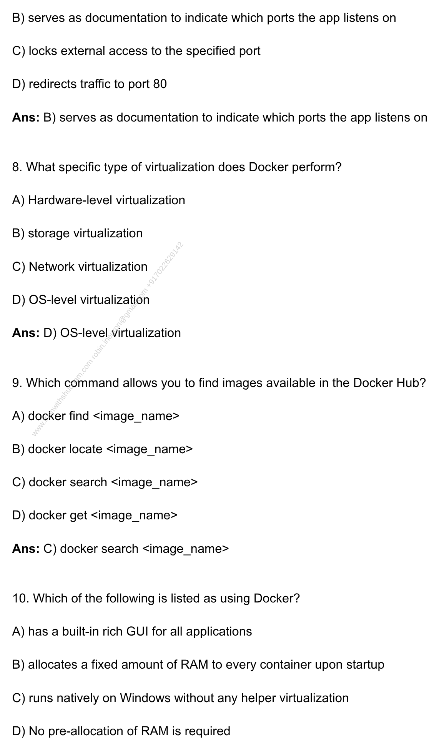 B) serves as documentation to indicate which ports the app listens on
C) locks external access to the specified port
D) redirects traffic to port 80
Ans: B) serves as documentation to indicate which ports the app listens on
8. What specific type of virtualization does Docker perform?
A) Hardware-level virtualization
B) storage virtualization
C) Network virtualization
D) OS-level virtualization
Ans: D) OS-level virtualization
9. Which command allows you to find images available in the Docker Hub?
A) docker find <image_name>
B) docker locate <image_name>
C) docker search <image_name>
D) docker get <image_name>
Ans: C) docker search <image_name>
10. Which of the following is listed as using Docker?
A) has a built-in rich GUI for all applications
B) allocates a fixed amount of RAM to every container upon startup
C) runs natively on Windows without any helper virtualization
D) No pre-allocation of RAM is required